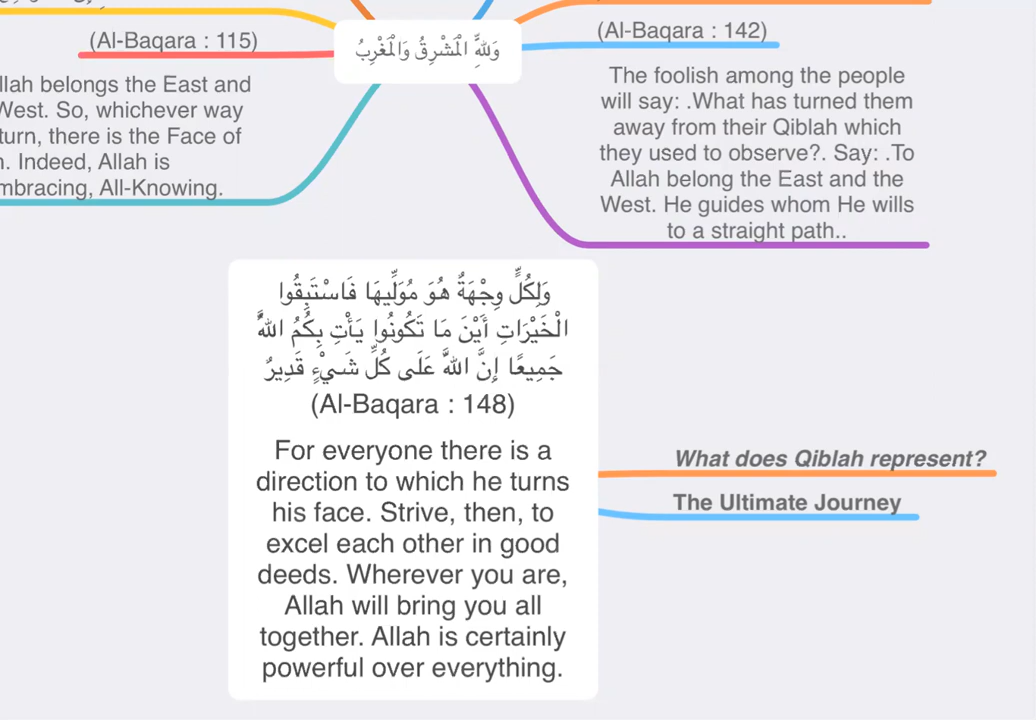 (Al-Baqara : 115)
llah belongs the East and
West. So, whichever way
turn, there is the Face of
Indeed, Allah is
mbracing, All-Knowing.
وَلِلَّهِ الْمَشْرِقُ وَالْمَغْرِبُ
(Al-Baqara : 142)
The foolish among the people
will say: .What has turned them
away from their Qiblah which
they used to observe?. Say: .To
Allah belong the East and the
West. He guides whom He wills
to a straight path..
وَلِكُلٍّ وِجْهَةٌ هُوَ مُوَلِّيهَا فَاسْتَبِقُوا
الْخَيْرَاتِ أَيْنَ مَا تَكُونُوا يَأْتِ بِكُمُ اللَّهُ
جَمِيعًا إِنَّ اللَّهَ عَلَى كُلِّ شَيْءٍ قَدِيرٌ
(Al-Baqara : 148)
For everyone there is a
direction to which he turns
his face. Strive, then, to
excel each other in good
deeds. Wherever you are,
Allah will bring you all
together. Allah is certainly
powerful over everything.
What does Qiblah represent?
The Ultimate Journey